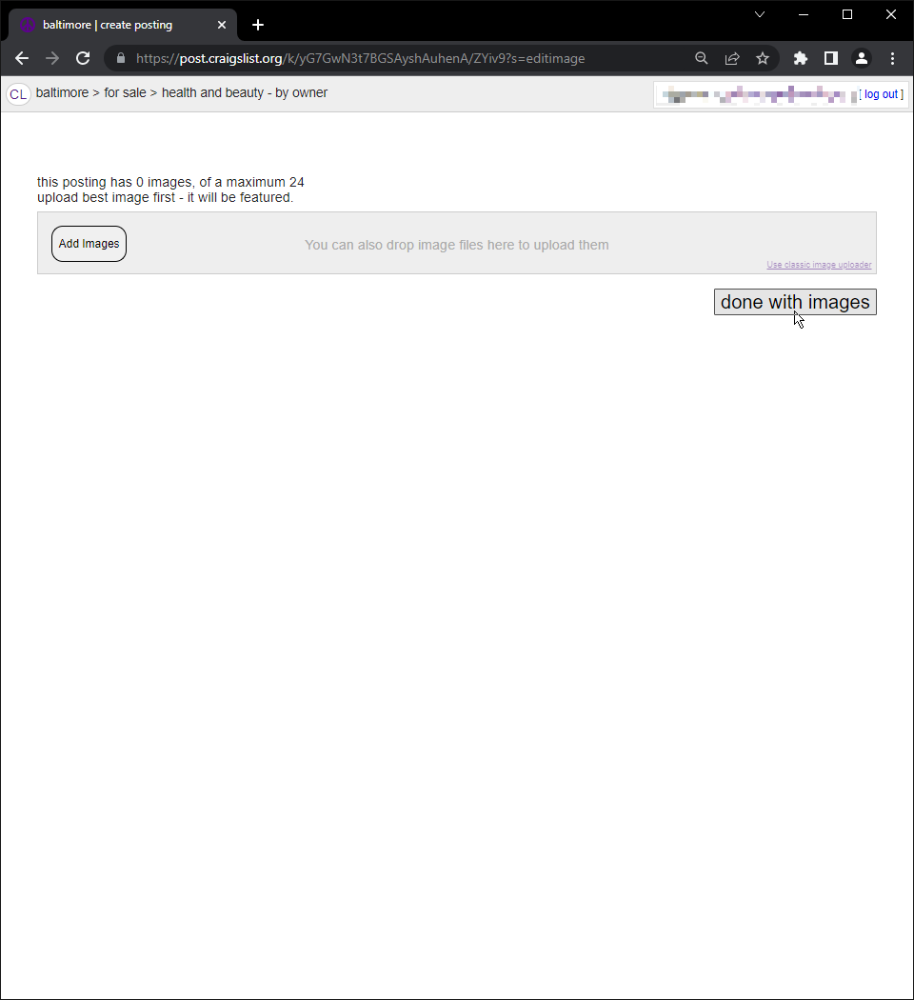 baltimore | create posting
https://post.craigslist.org/k/yG7GwN3t7BGSAyshAuhenA/ZYiv9?s=editimage
CL baltimore > for sale > health and beauty - by owner
[ log out ]
this posting has 0 images, of a maximum 24
upload best image first - it will be featured.
Add Images
You can also drop image files here to upload them
Use classic image uploader
done with images